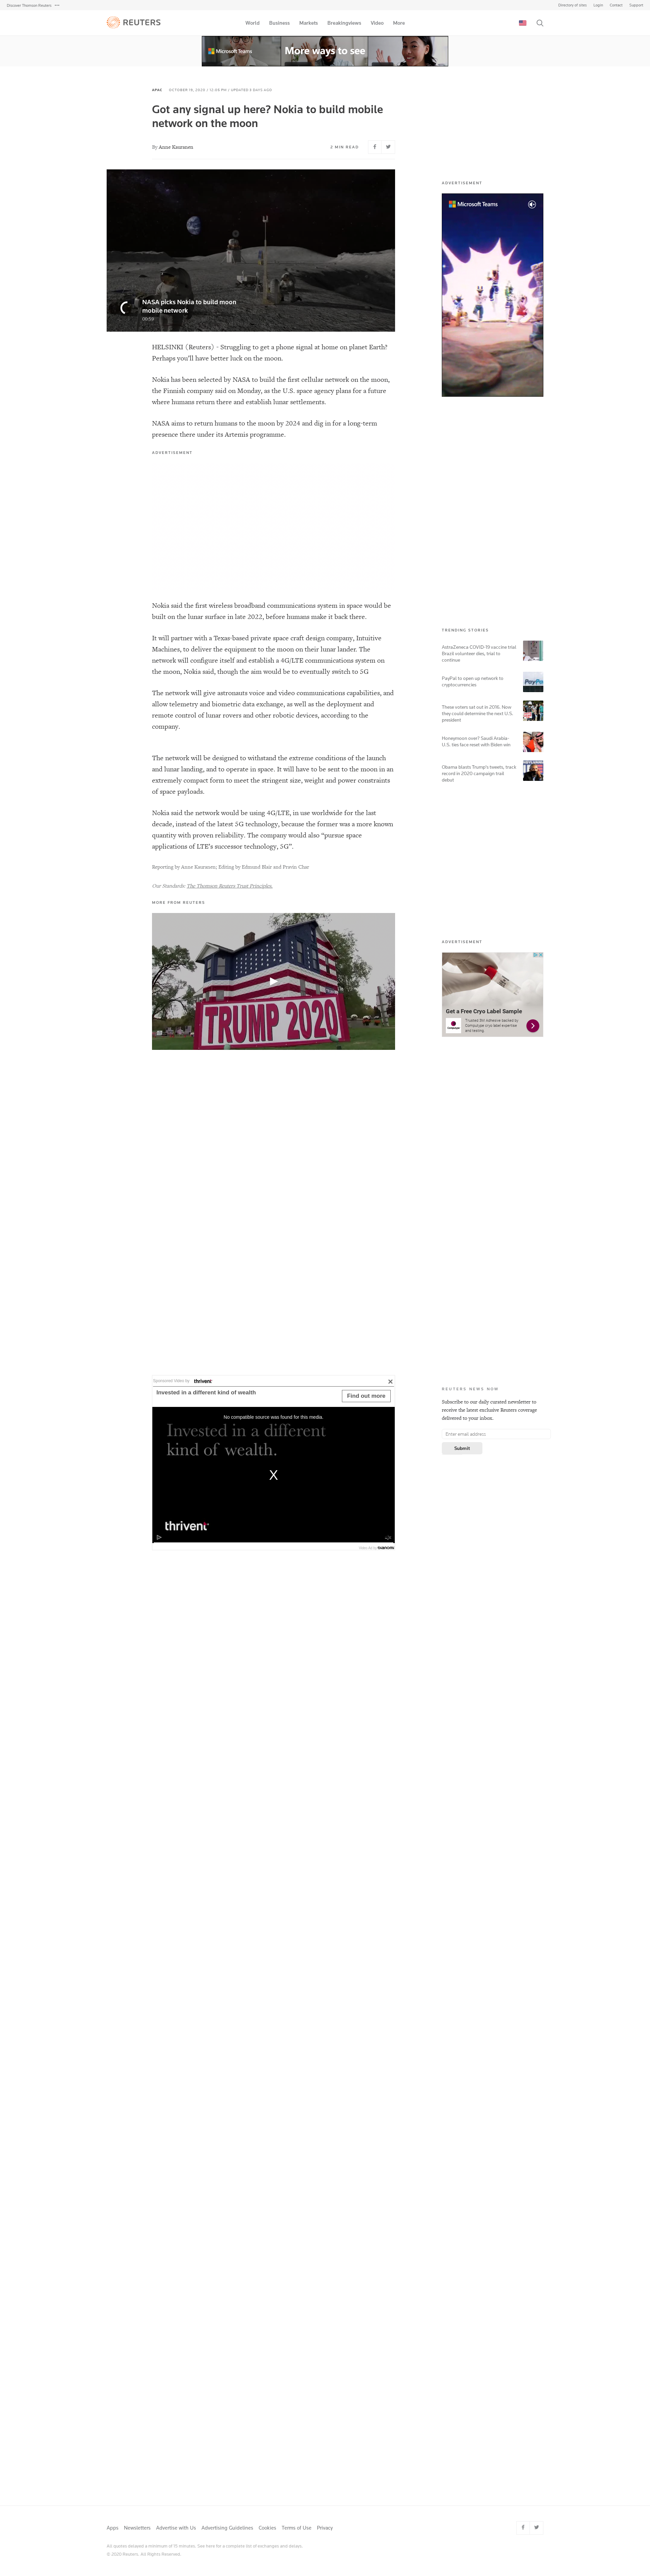 Discover Thomson Reuters
Directory of sites Login Contact Support
REUTERS
World Business Markets Breakingviews Video More
Microsoft Teams
More ways to see
APAC
OCTOBER 19, 2020 / 12:09 PM / UPDATED 3 DAYS AGO
Got any signal up here? Nokia to build mobile
network on the moon
By Anne Kauranen
2 MIN READ
NASA picks Nokia to build moon
mobile network
00:59
HELSINKI (Reuters) - Struggling to get a phone signal at home on planet Earth?
Perhaps you’ll have better luck on the moon.
Nokia has been selected by NASA to build the first cellular network on the moon,
the Finnish company said on Monday, as the U.S. space agency plans for a future
where humans return there and establish lunar settlements.
NASA aims to return humans to the moon by 2024 and dig in for a long-term
presence there under its Artemis programme.
ADVERTISEMENT
Nokia said the first wireless broadband communications system in space would be
built on the lunar surface in late 2022, before humans make it back there.
It will partner with a Texas-based private space craft design company, Intuitive
Machines, to deliver the equipment to the moon on their lunar lander. The
network will configure itself and establish a 4G/LTE communications system on
the moon, Nokia said, though the aim would be to eventually switch to 5G
The network will give astronauts voice and video communications capabilities, and
allow telemetry and biometric data exchange, as well as the deployment and
remote control of lunar rovers and other robotic devices, according to the
company.
The network will be designed to withstand the extreme conditions of the launch
and lunar landing, and to operate in space. It will have to be sent to the moon in an
extremely compact form to meet the stringent size, weight and power constraints
of space payloads.
Nokia said the network would be using 4G/LTE, in use worldwide for the last
decade, instead of the latest 5G technology, because the former was a more known
quantity with proven reliability. The company would also “pursue space
applications of LTE’s successor technology, 5G”.
Reporting by Anne Kauranen; Editing by Edmund Blair and Pravin Char
Our Standards: The Thomson Reuters Trust Principles.
MORE FROM REUTERS
TRUMP 2020
Sponsored Video by thrivent
Invested in a different kind of wealth
Find out more
No compatible source was found for this media.
Invested in a different
kind of wealth.
X
thrivent
ADVERTISEMENT
Microsoft Teams
TRENDING STORIES
AstraZeneca COVID-19 vaccine trial
Brazil volunteer dies, trial to
continue
PayPal to open up network to
cryptocurrencies
PayPa
These voters sat out in 2016. Now
they could determine the next U.S.
president
Honeymoon over? Saudi Arabia-
U.S. ties face reset with Biden win
Obama blasts Trump's tweets, track
record in 2020 campaign trail
debut
ADVERTISEMENT
Get a Free Cryo Label Sample
Trusted 3M Adhesive backed by
Computype cryo label expertise
and testing.
REUTERS NEWS NOW
Subscribe to our daily curated newsletter to
receive the latest exclusive Reuters coverage
delivered to your inbox.
Enter email address
Submit
Apps Newsletters Advertise with Us Advertising Guidelines Cookies Terms of Use Privacy
All quotes delayed a minimum of 15 minutes. See here for a complete list of exchanges and delays.
© 2020 Reuters. All Rights Reserved.